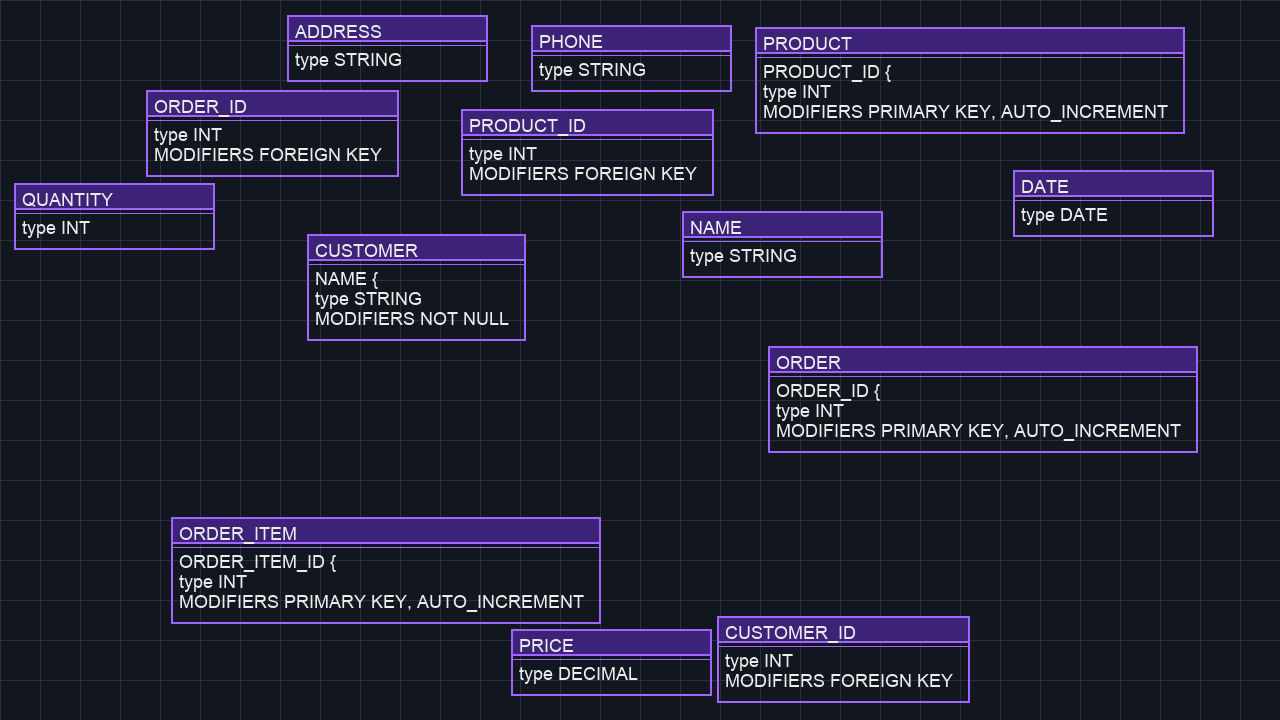 ADDRESS
type STRING
PHONE
type STRING
PRODUCT
PRODUCT_ID {
type INT
MODIFIERS PRIMARY KEY, AUTO_INCREMENT
ORDER_ID
type INT
MODIFIERS FOREIGN KEY
PRODUCT_ID
type INT
MODIFIERS FOREIGN KEY
DATE
type DATE
QUANTITY
type INT
NAME
type STRING
CUSTOMER
NAME {
type STRING
MODIFIERS NOT NULL
ORDER
ORDER_ID {
type INT
MODIFIERS PRIMARY KEY, AUTO_INCREMENT
ORDER_ITEM
ORDER_ITEM_ID {
type INT
MODIFIERS PRIMARY KEY, AUTO_INCREMENT
PRICE
type DECIMAL
CUSTOMER_ID
type INT
MODIFIERS FOREIGN KEY